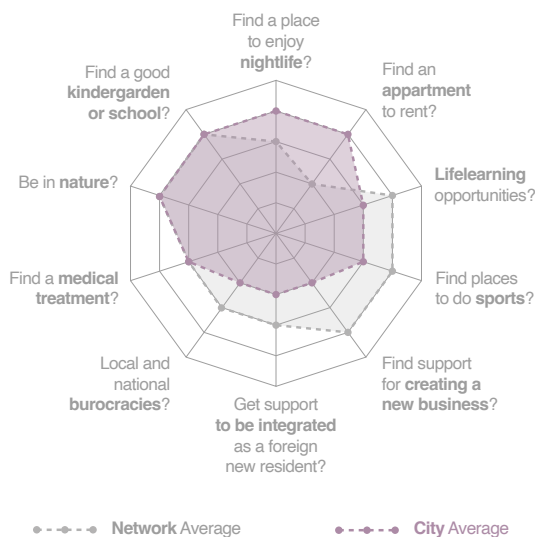 Find a place
to enjoy
nightlife?
Find an
appartment
to rent?
Lifelearning
opportunities?
Find places
to do sports?
Find support
for creating a
new business?
Get support
to be integrated
as a foreign
new resident?
Local and
national
burocracies?
Find a medical
treatment?
Be in nature?
Find a good
kindergarden
or school?
Network Average
City Average